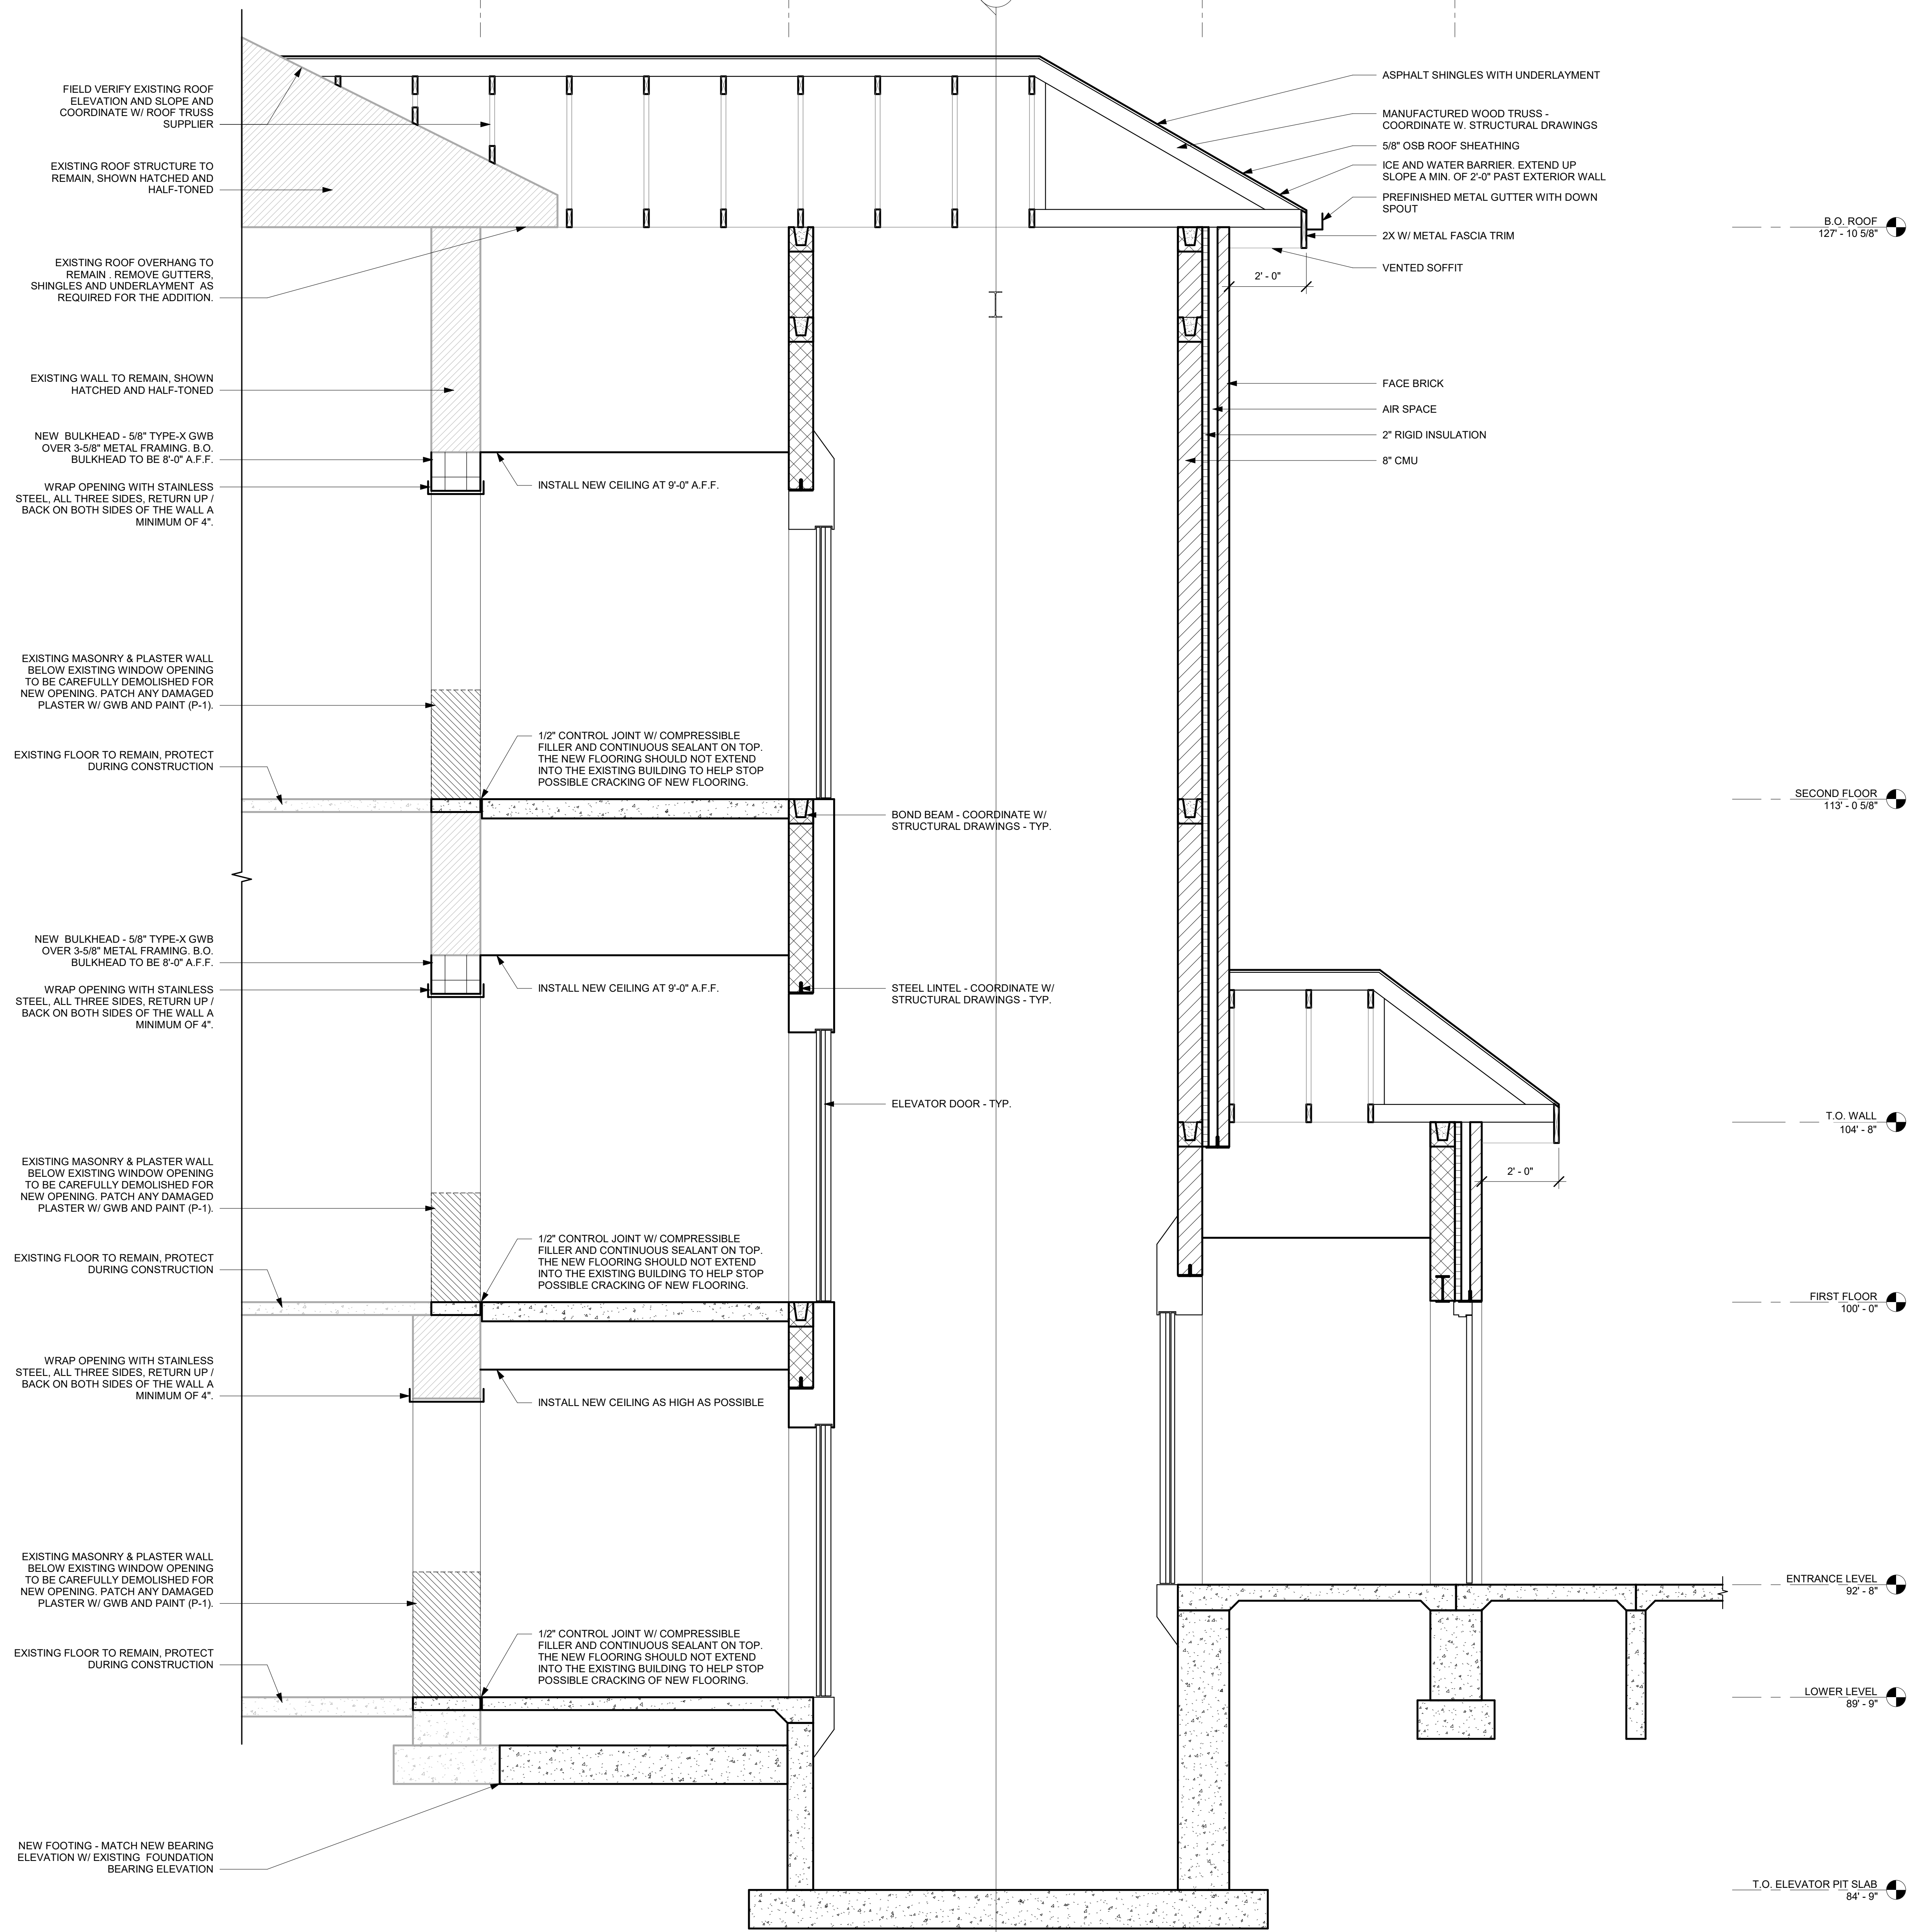 FIELD VERIFY EXISTING ROOF
ELEVATION AND SLOPE AND
COORDINATE W/ ROOF TRUSS
SUPPLIER
EXISTING ROOF STRUCTURE TO
REMAIN, SHOWN HATCHED AND
HALF-TONED
EXISTING ROOF OVERHANG TO
REMAIN . REMOVE GUTTERS,
SHINGLES AND UNDERLAYMENT AS
REQUIRED FOR THE ADDITION.
EXISTING WALL TO REMAIN, SHOWN
HATCHED AND HALF-TONED
NEW BULKHEAD - 5/8" TYPE-X GWB
OVER 3-5/8" METAL FRAMING. B.O.
BULKHEAD TO BE 8'-0" A.F.F.
WRAP OPENING WITH STAINLESS
STEEL, ALL THREE SIDES, RETURN UP /
BACK ON BOTH SIDES OF THE WALL A
MINIMUM OF 4".
EXISTING MASONRY & PLASTER WALL
BELOW EXISTING WINDOW OPENING
TO BE CAREFULLY DEMOLISHED FOR
NEW OPENING. PATCH ANY DAMAGED
PLASTER W/ GWB AND PAINT (P-1).
EXISTING FLOOR TO REMAIN, PROTECT
DURING CONSTRUCTION
NEW BULKHEAD - 5/8" TYPE-X GWB
OVER 3-5/8" METAL FRAMING. B.O.
BULKHEAD TO BE 8'-0" A.F.F.
WRAP OPENING WITH STAINLESS
STEEL, ALL THREE SIDES, RETURN UP /
BACK ON BOTH SIDES OF THE WALL A
MINIMUM OF 4".
EXISTING MASONRY & PLASTER WALL
BELOW EXISTING WINDOW OPENING
TO BE CAREFULLY DEMOLISHED FOR
NEW OPENING. PATCH ANY DAMAGED
PLASTER W/ GWB AND PAINT (P-1).
EXISTING FLOOR TO REMAIN, PROTECT
DURING CONSTRUCTION
WRAP OPENING WITH STAINLESS
STEEL, ALL THREE SIDES, RETURN UP /
BACK ON BOTH SIDES OF THE WALL A
MINIMUM OF 4".
EXISTING MASONRY & PLASTER WALL
BELOW EXISTING WINDOW OPENING
TO BE CAREFULLY DEMOLISHED FOR
NEW OPENING. PATCH ANY DAMAGED
PLASTER W/ GWB AND PAINT (P-1).
EXISTING FLOOR TO REMAIN, PROTECT
DURING CONSTRUCTION
NEW FOOTING - MATCH NEW BEARING
ELEVATION W/ EXISTING FOUNDATION
BEARING ELEVATION
INSTALL NEW CEILING AT 9'-0" A.F.F.
1/2" CONTROL JOINT W/ COMPRESSIBLE
FILLER AND CONTINUOUS SEALANT ON TOP.
THE NEW FLOORING SHOULD NOT EXTEND
INTO THE EXISTING BUILDING TO HELP STOP
POSSIBLE CRACKING OF NEW FLOORING.
INSTALL NEW CEILING AT 9'-0" A.F.F.
1/2" CONTROL JOINT W/ COMPRESSIBLE
FILLER AND CONTINUOUS SEALANT ON TOP.
THE NEW FLOORING SHOULD NOT EXTEND
INTO THE EXISTING BUILDING TO HELP STOP
POSSIBLE CRACKING OF NEW FLOORING.
INSTALL NEW CEILING AS HIGH AS POSSIBLE
1/2" CONTROL JOINT W/ COMPRESSIBLE
FILLER AND CONTINUOUS SEALANT ON TOP.
THE NEW FLOORING SHOULD NOT EXTEND
INTO THE EXISTING BUILDING TO HELP STOP
POSSIBLE CRACKING OF NEW FLOORING.
BOND BEAM - COORDINATE W/
STRUCTURAL DRAWINGS - TYP.
STEEL LINTEL - COORDINATE W/
STRUCTURAL DRAWINGS - TYP.
ELEVATOR DOOR - TYP.
ASPHALT SHINGLES WITH UNDERLAYMENT
MANUFACTURED WOOD TRUSS -
COORDINATE W. STRUCTURAL DRAWINGS
5/8" OSB ROOF SHEATHING
ICE AND WATER BARRIER. EXTEND UP
SLOPE A MIN. OF 2'-0" PAST EXTERIOR WALL
PREFINISHED METAL GUTTER WITH DOWN
SPOUT
2X W/ METAL FASCIA TRIM
VENTED SOFFIT
2' - 0"
FACE BRICK
AIR SPACE
2" RIGID INSULATION
8" CMU
2' - 0"
B.O. ROOF
127' - 10 5/8"
SECOND FLOOR
113' - 0 5/8"
T.O. WALL
104' - 8"
FIRST FLOOR
100' - 0"
ENTRANCE LEVEL
92' - 8"
LOWER LEVEL
89' - 9"
T.O. ELEVATOR PIT SLAB
84' - 9"